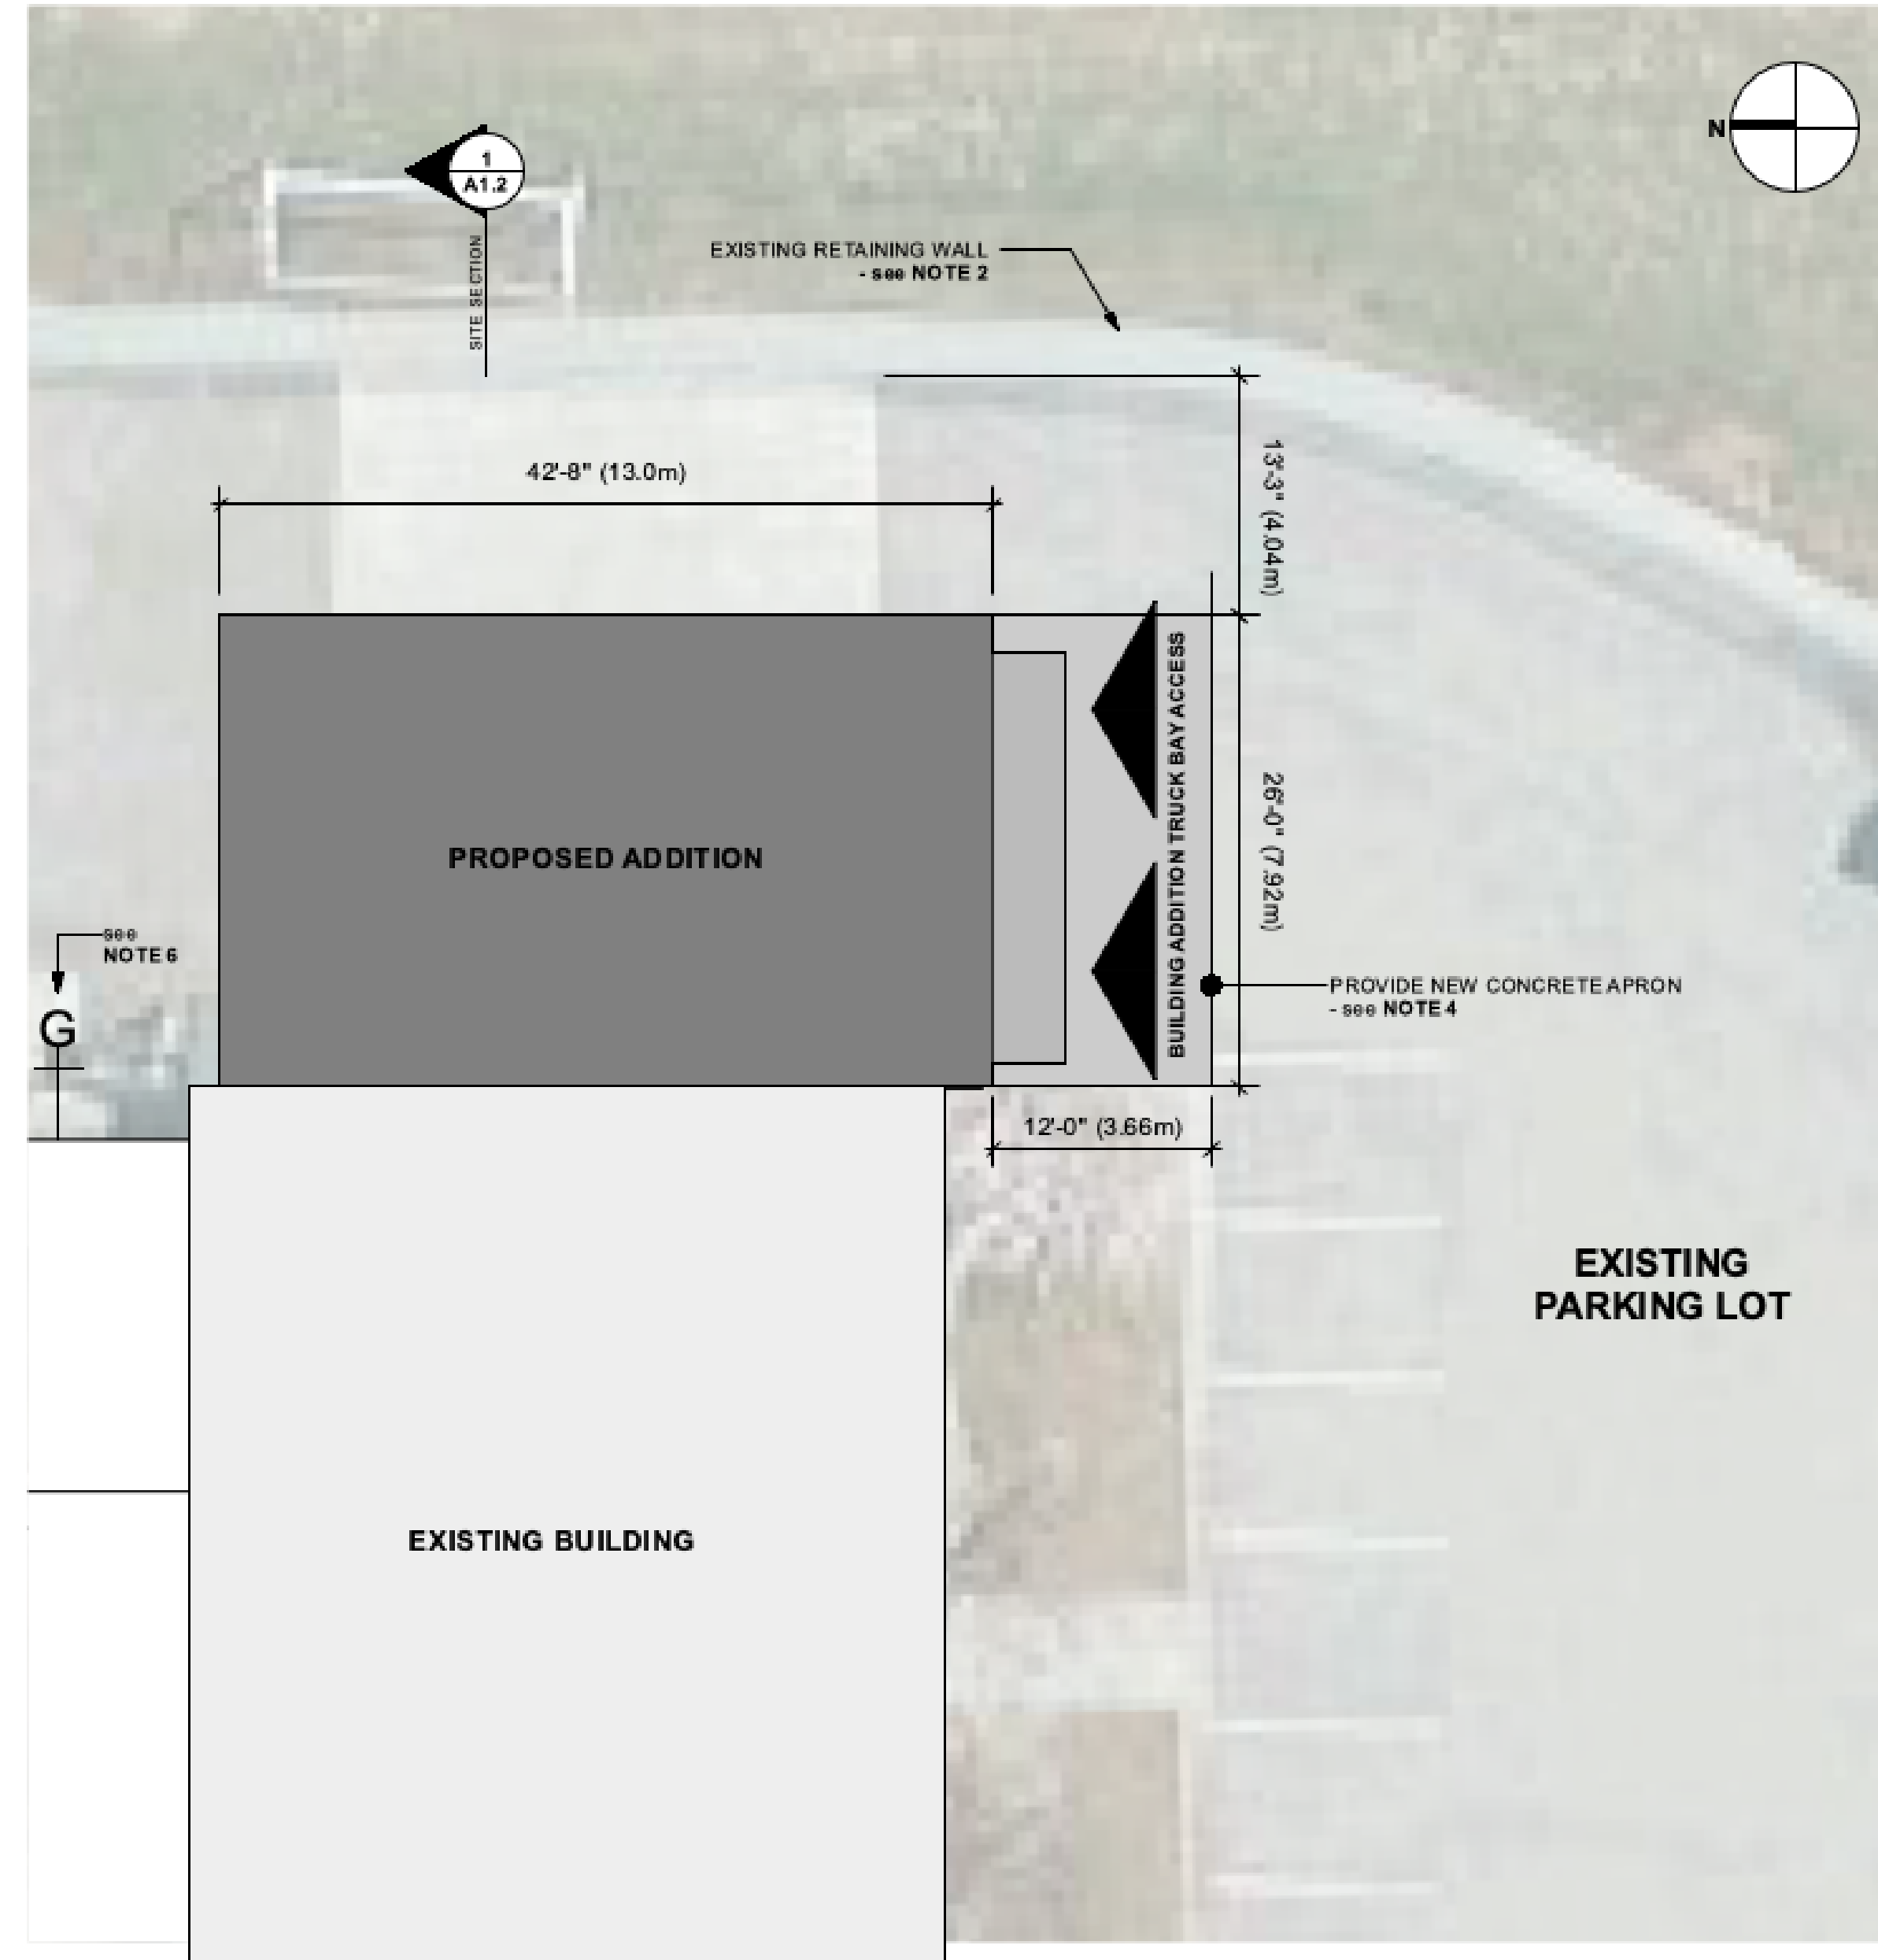 N
1
A1.2
SITE SECTION
EXISTING RETAINING WALL
- see NOTE 2
42'-8" (13.0m)
13'-3" (4.04m)
BUILDING ADDITION TRUCK BAY ACCESS
26'-0" (7.92m)
PROPOSED ADDITION
see
NOTE 6
G
PROVIDE NEW CONCRETE APRON
- see NOTE 4
12'-0" (3.66m)
EXISTING
PARKING LOT
EXISTING BUILDING